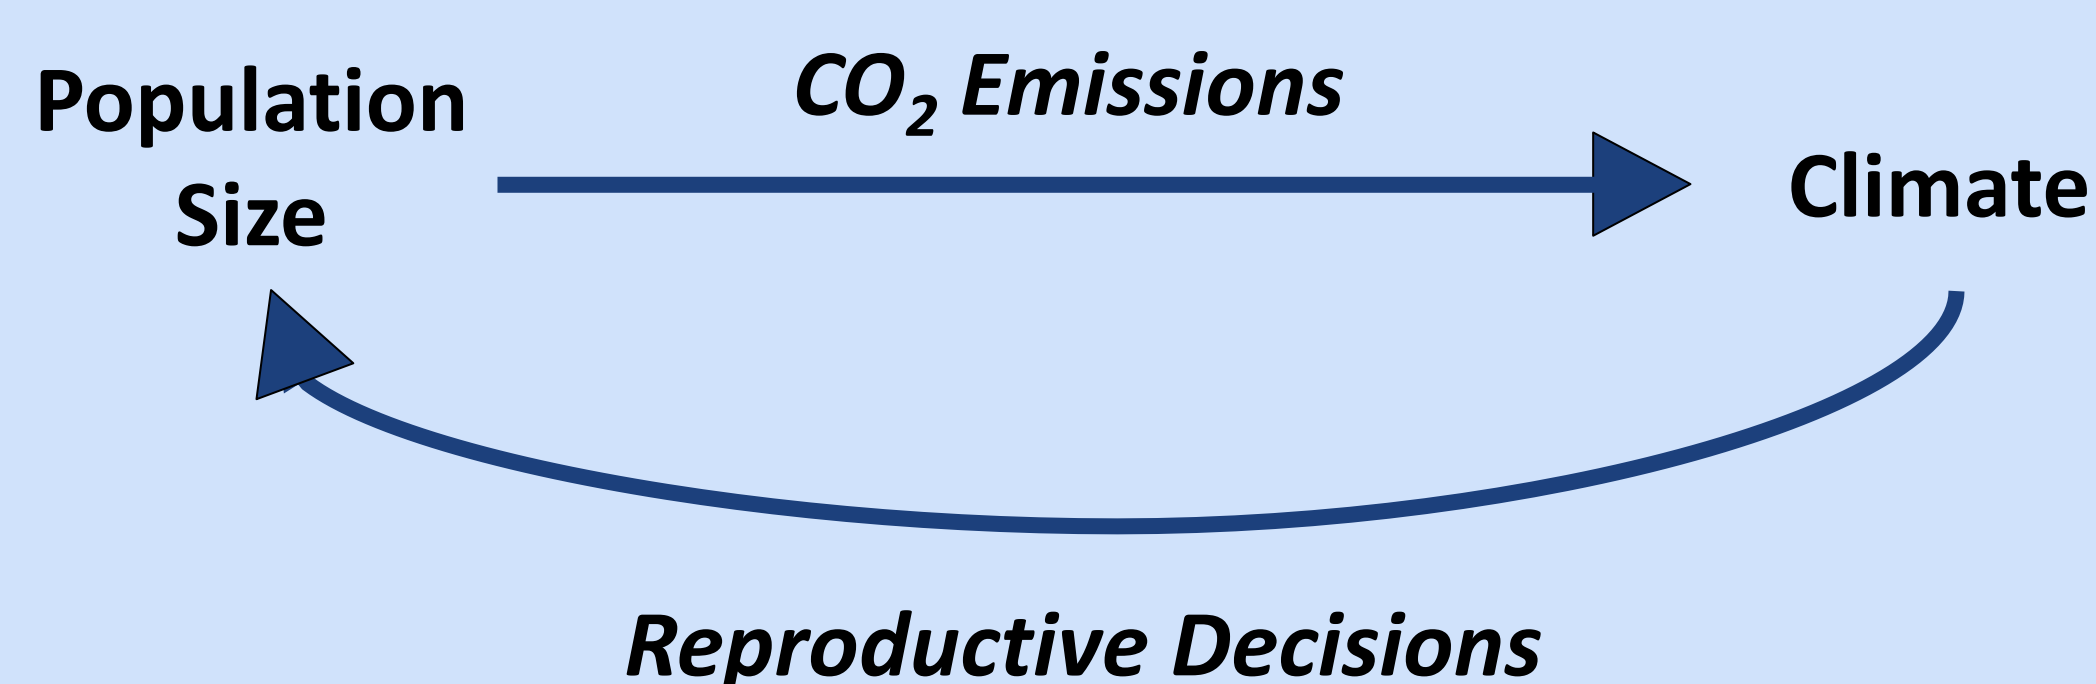 Population
Size
CO₂ Emissions
Climate
Reproductive Decisions